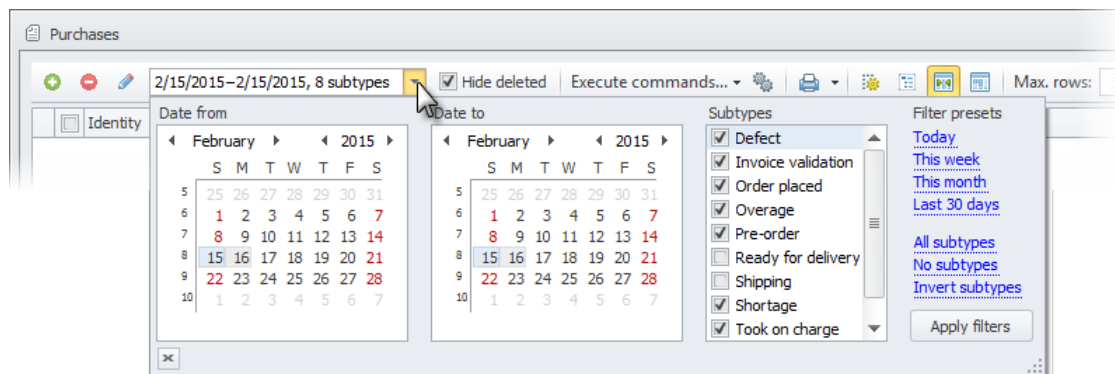 Purchases
2/15/2015–2/15/2015, 8 subtypes Hide deleted Execute commands... Max. rows:
Identity
Date from Date to Subtypes Filter presets
February 2015 February 2015 Defect Today
S M T W T F S S M T W T F S Invoice validation This week
5 25 26 27 28 29 30 31 5 25 26 27 28 29 30 31 Order placed This month
6 1 2 3 4 5 6 7 6 1 2 3 4 5 6 7 Overage Last 30 days
7 8 9 10 11 12 13 14 7 8 9 10 11 12 13 14 Pre-order All subtypes
8 15 16 17 18 19 20 21 8 15 16 17 18 19 20 21 Ready for delivery No subtypes
9 22 23 24 25 26 27 28 9 22 23 24 25 26 27 28 Shipping Invert subtypes
10 1 2 3 4 5 6 7 10 1 2 3 4 5 6 7 Shortage
Took on charge Apply filters